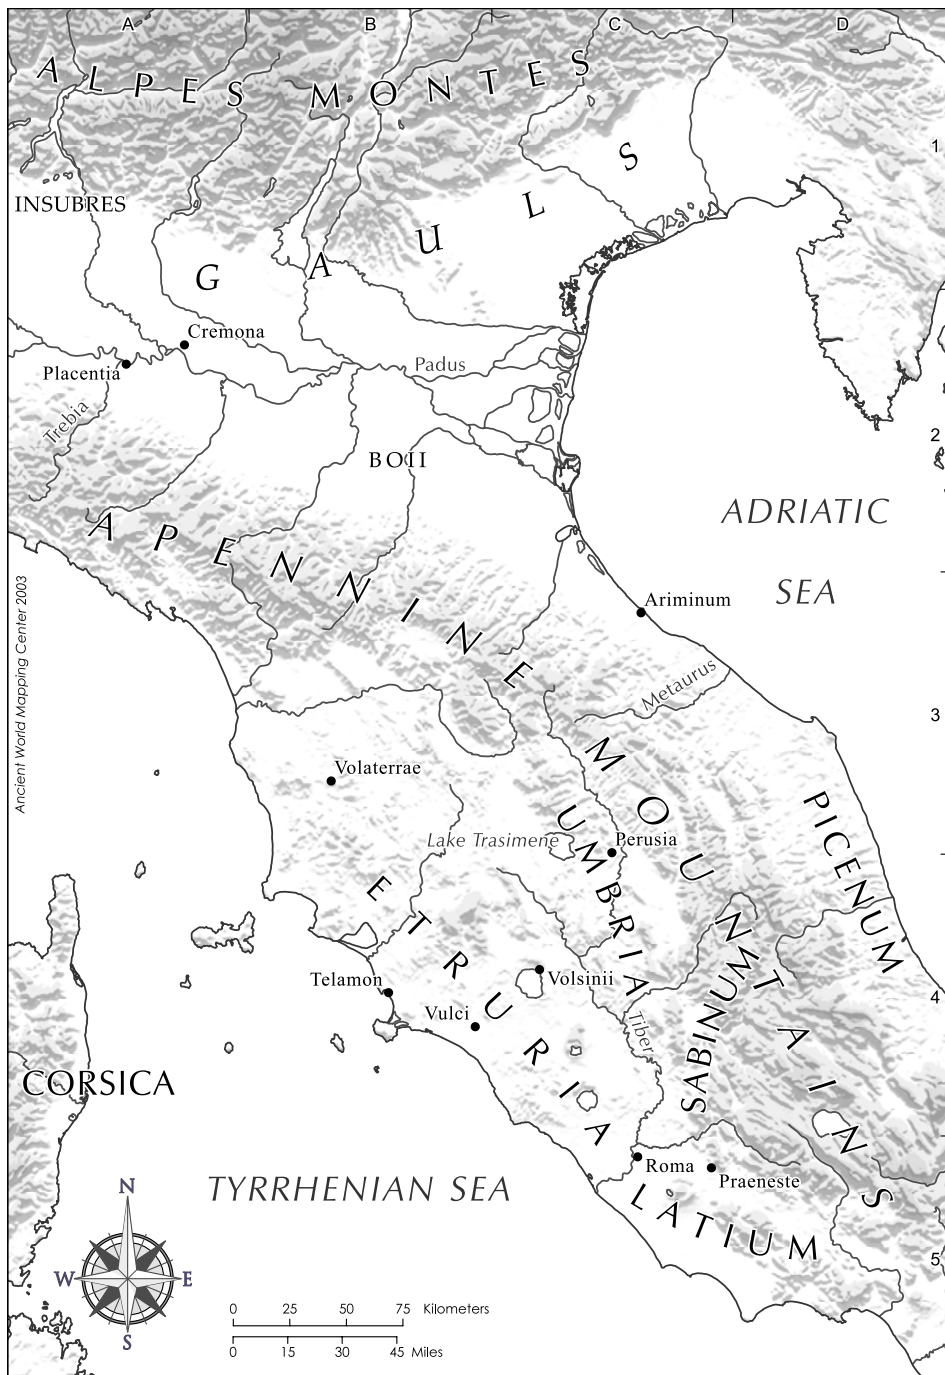 A B C D
ALPES MONTES
1
INSUBRES
GAULS
Cremona
Padus
Placentia
Trebia
2
BOII
ADRIATIC
SEA
APENNINE MOUNTAINS
Ariminum
Metaurus
Ancient World Mapping Center 2003
3
Volaterrae
PICENUM
UMBRIA
Lake Trasimene
Perusia
ETRURIA
Telamon
Volsinii
Vulci
4
Tiber
SABINUM
CORSICA
Roma
Praeneste
TYRRHENIAN SEA
LATIUM
N
W E
S
5
0 25 50 75 Kilometers
0 15 30 45 Miles